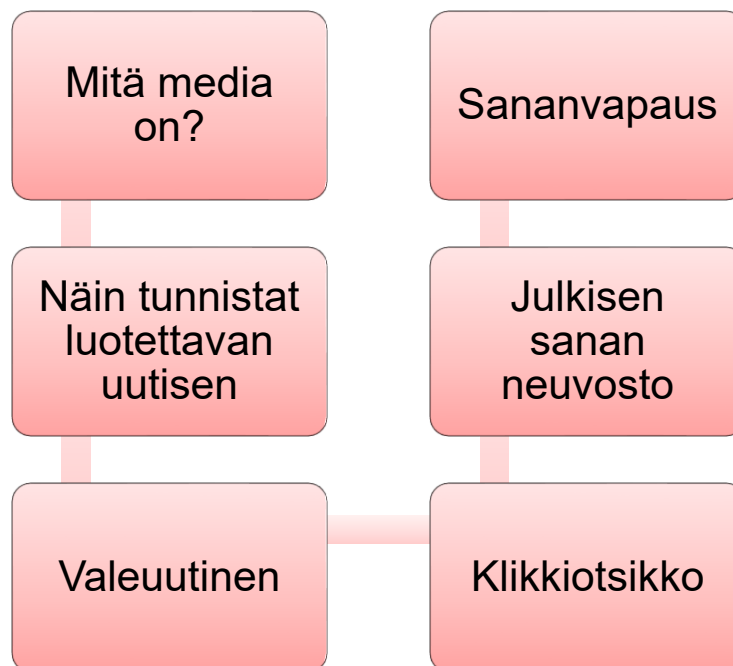 Mitä media
on?
Näin tunnistat
luotettavan
uutisen
Valeuutinen
Klikkiotsikko
Julkisen
sanan
neuvosto
Sananvapaus